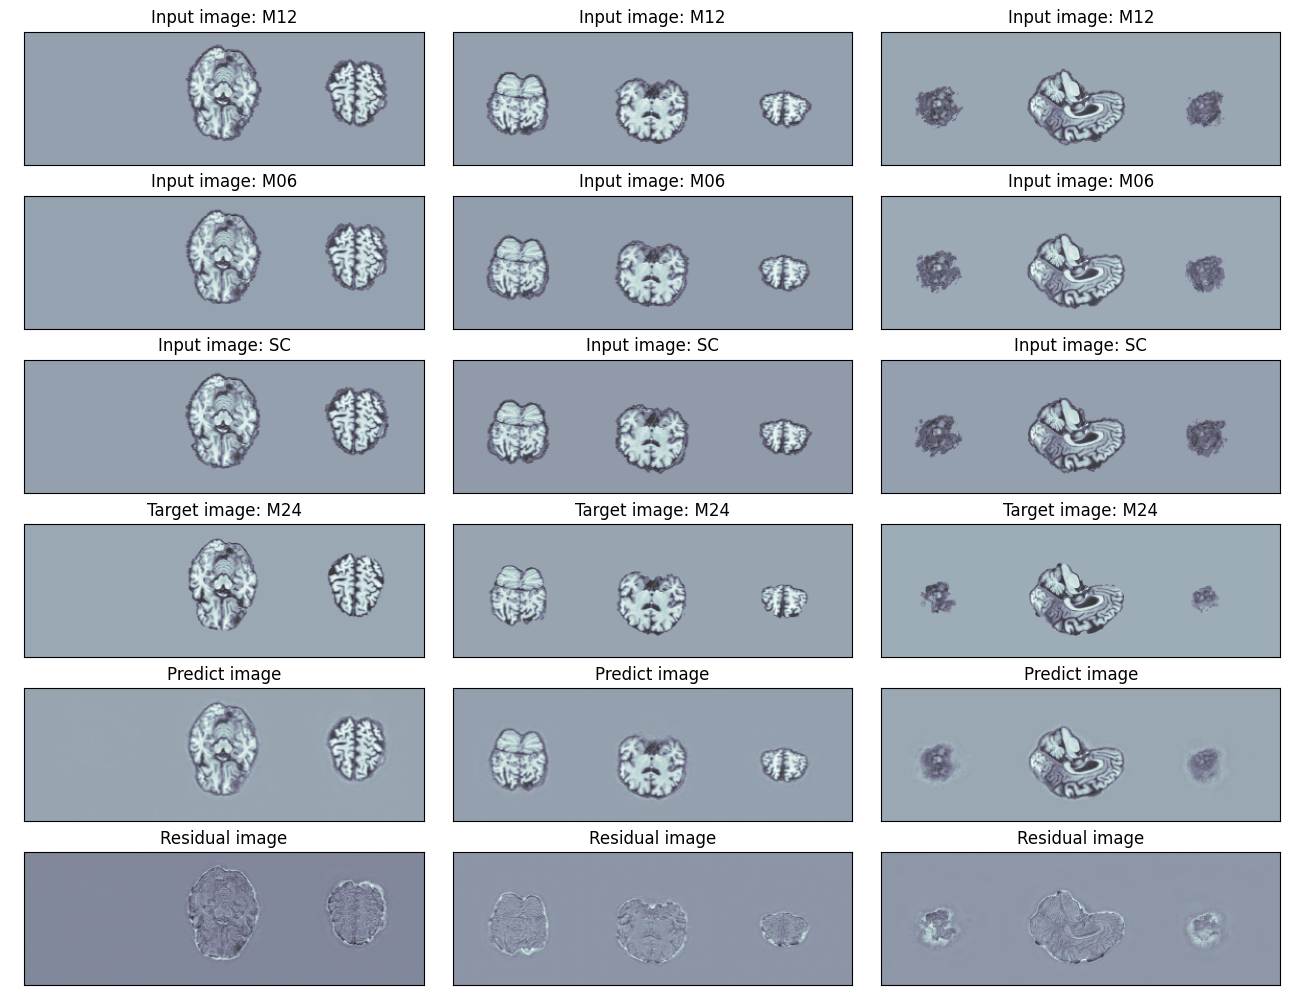 Input image: M12 Input image: M12 Input image: M12
Input image: M06 Input image: M06 Input image: M06
Input image: SC Input image: SC Input image: SC
Target image: M24 Target image: M24 Target image: M24
Predict image Predict image Predict image
Residual image Residual image Residual image